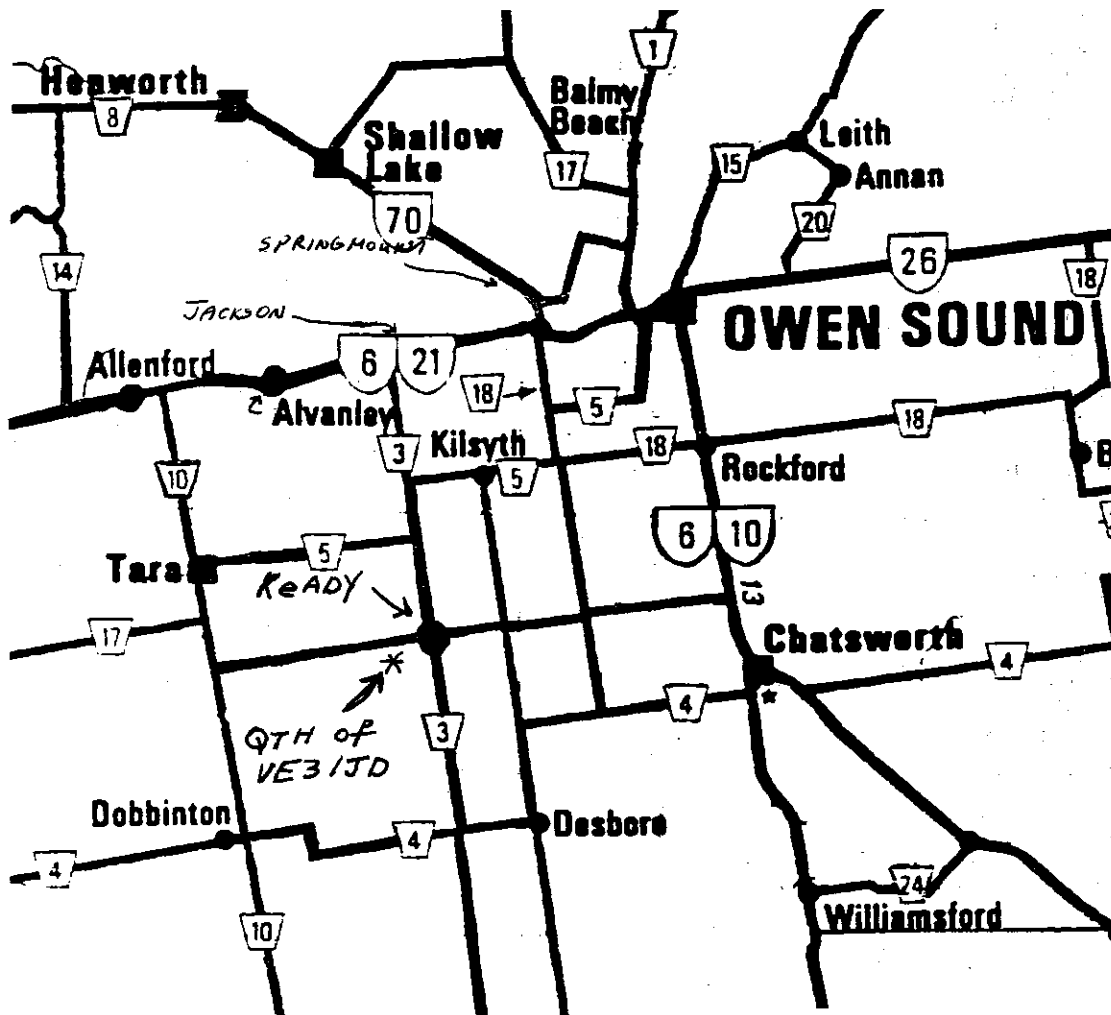 1
Hepworth
8
Balmy
Beach
Shallow
Lake
17
15
Leith
Annan
70
20
SPRINGMOUNT
26
14
18
JACKSON
OWEN SOUND
6
21
Allenford
18
5
Alvanley
Kilsyth
18
18
3
5
Rockford
B
10
6
10
5
Tara
KeADY
13
17
Chatsworth
4
*
4
*
3
QTH of
VE3IJD
Dobbinton
4
Desboro
4
24
10
Williamsford